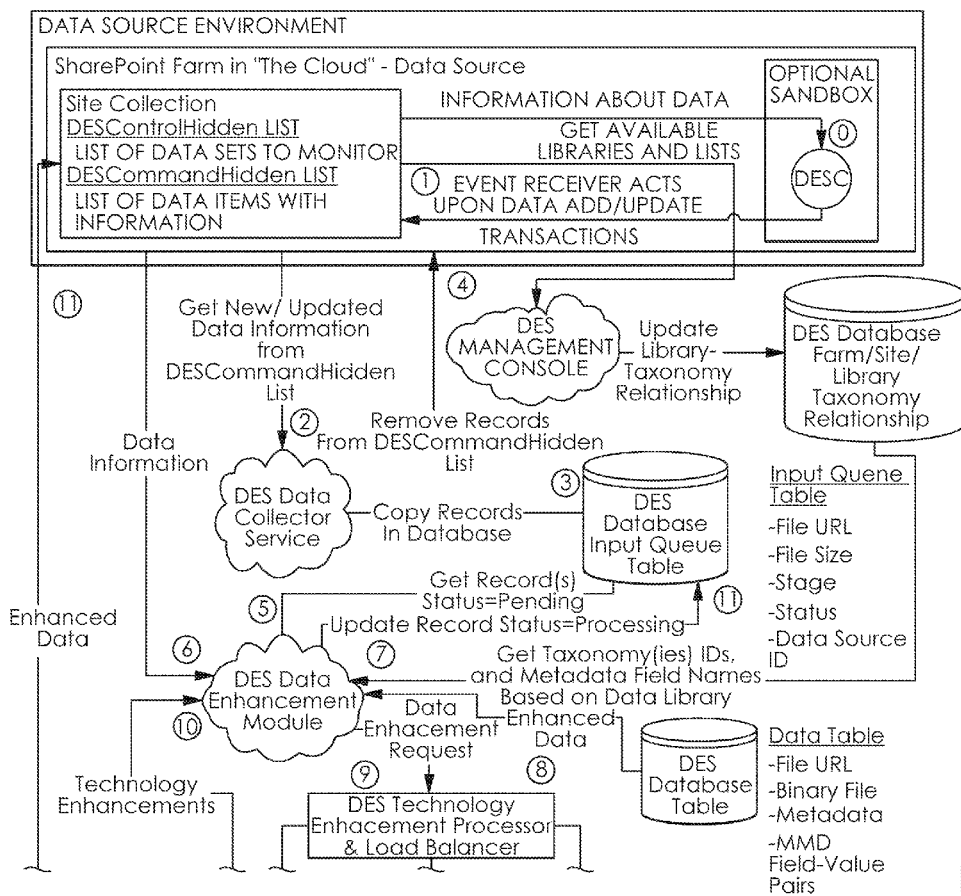 DATA SOURCE ENVIRONMENT
SharePoint Farm in "The Cloud" - Data Source
Site Collection
DESControlHidden LIST
LIST OF DATA SETS TO MONITOR
DESCommandHidden LIST
LIST OF DATA ITEMS WITH
INFORMATION
INFORMATION ABOUT DATA
GET AVAILABLE
LIBRARIES AND LISTS
1
EVENT RECEIVER ACTS
UPON DATA ADD/UPDATE
TRANSACTIONS
OPTIONAL
SANDBOX
0
DESC
11
Get New/ Updated
Data Information
from
DESCommandHidden
List
2
4
DES
MANAGEMENT
CONSOLE
Update
Library-
Taxonomy
Relationship
DES Database
Farm/Site/
Library
Taxonomy
Relationship
Remove Records
From DESCommandHidden
List
Data
Information
DES Data
Collector
Service
Copy Records
In Database
3
DES
Database
Input Queue
Table
Input Quene
Table
-File URL
-File Size
-Stage
-Status
-Data Source
ID
Enhanced
Data
5
Get Record(s)
Status=Pending
11
Update Record Status=Processing
6
7
Get Taxonomy(ies) IDs,
and Metadata Field Names
Based on Data Library
DES Data
Enhancement
Module
10
Data
Enhacement
Request
Enhanced
Data
DES
Database
Table
Data Table
-File URL
-Binary File
-Metadata
-MMD
Field-Value
Pairs
Technology
Enhancements
9
8
DES Technology
Enhacement Processor
& Load Balancer